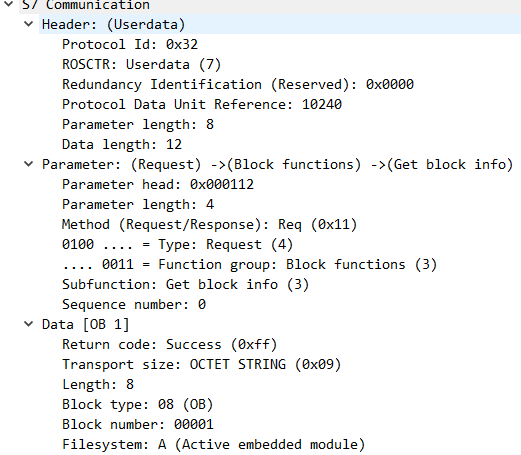 S7 Communication
Header: (Userdata)
Protocol Id: 0x32
ROSCTR: Userdata (7)
Redundancy Identification (Reserved): 0x0000
Protocol Data Unit Reference: 10240
Parameter length: 8
Data length: 12
Parameter: (Request) ->(Block functions) ->(Get block info)
Parameter head: 0x000112
Parameter length: 4
Method (Request/Response): Req (0x11)
0100 .... = Type: Request (4)
.... 0011 = Function group: Block functions (3)
Subfunction: Get block info (3)
Sequence number: 0
Data [OB 1]
Return code: Success (0xff)
Transport size: OCTET STRING (0x09)
Length: 8
Block type: 08 (OB)
Block number: 00001
Filesystem: A (Active embedded module)